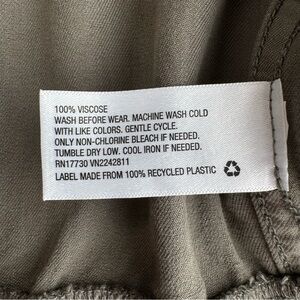 100% VISCOSE
WASH BEFORE WEAR. MACHINE WASH COLD
WITH LIKE COLORS. GENTLE CYCLE.
ONLY NON-CHLORINE BLEACH IF NEEDED.
TUMBLE DRY LOW. COOL IRON IF NEEDED.
RN17730 VN2242811
LABEL MADE FROM 100% RECYCLED PLASTIC